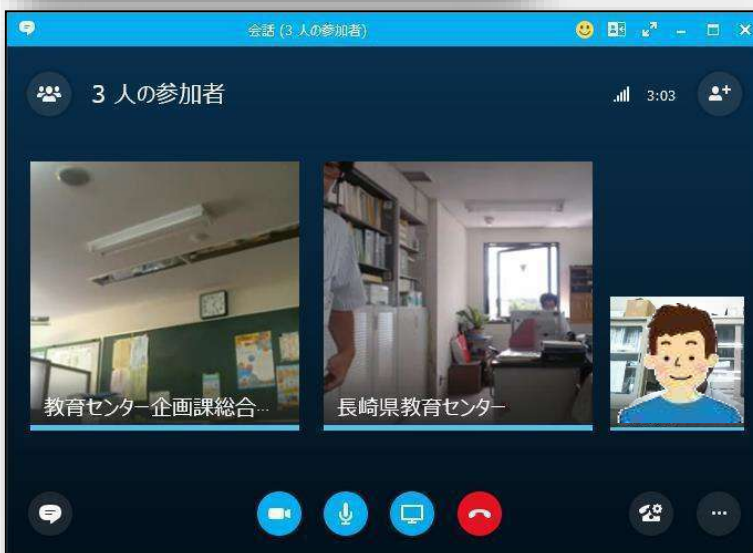 会話 (3 人の参加者)
3 人の参加者
3:03
教育センター企画課総合...
長崎県教育センター